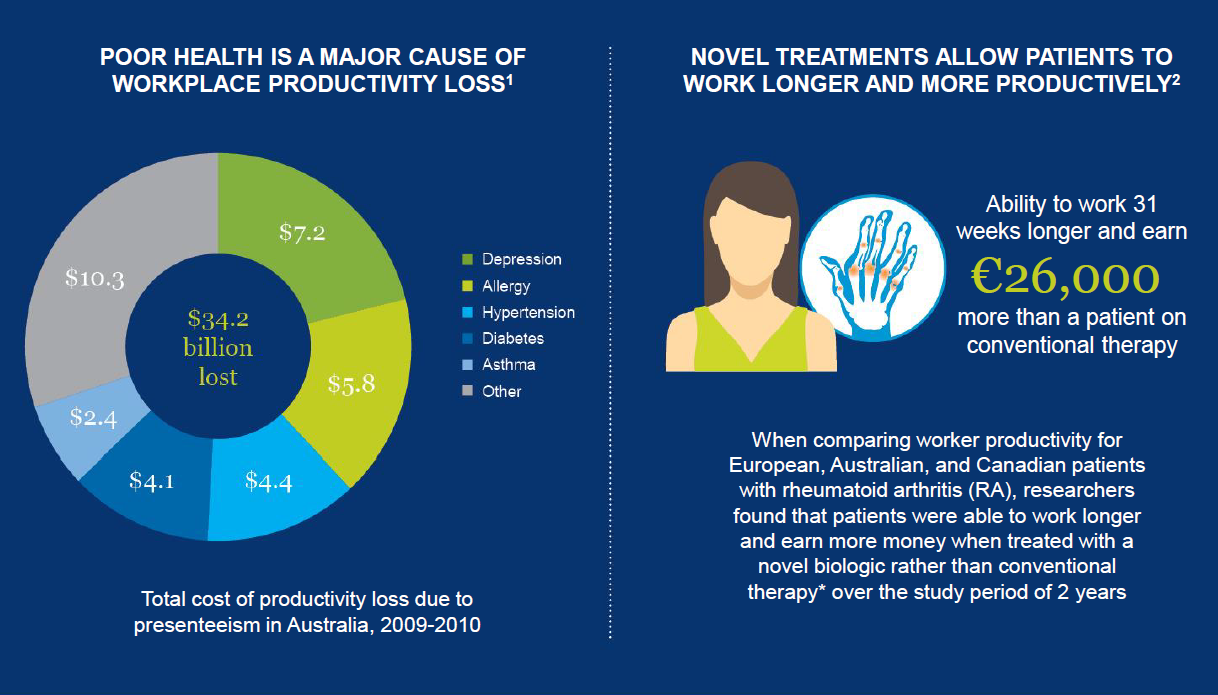 POOR HEALTH IS A MAJOR CAUSE OF
WORKPLACE PRODUCTIVITY LOSS¹
$7.2
$5.8
$4.4
$4.1
$2.4
$10.3
$34.2
billion
lost
Depression
Allergy
Hypertension
Diabetes
Asthma
Other
Total cost of productivity loss due to
presenteeism in Australia, 2009-2010
NOVEL TREATMENTS ALLOW PATIENTS TO
WORK LONGER AND MORE PRODUCTIVELY²
Ability to work 31
weeks longer and earn
€26,000
more than a patient on
conventional therapy
When comparing worker productivity for
European, Australian, and Canadian patients
with rheumatoid arthritis (RA), researchers
found that patients were able to work longer
and earn more money when treated with a
novel biologic rather than conventional
therapy* over the study period of 2 years